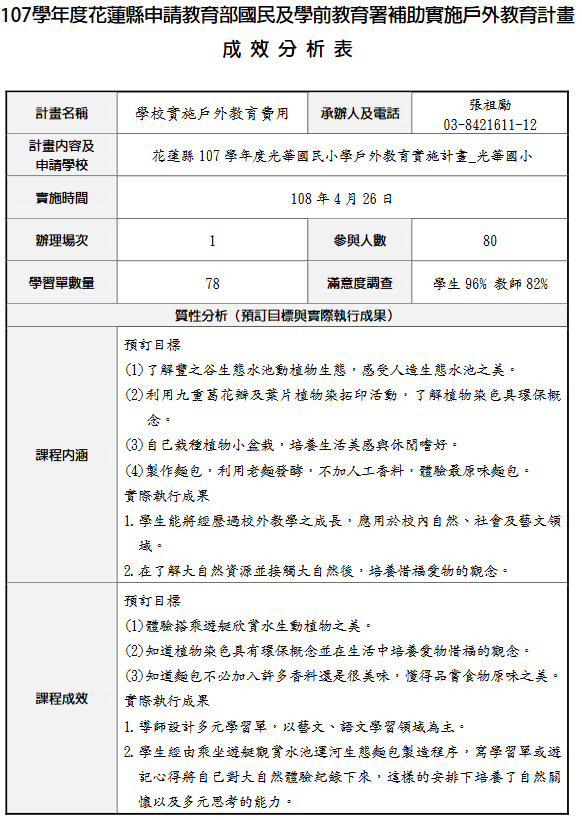 107學年度花蓮縣申請教育部國民及學前教育署補助實施戶外教育計畫
成 效 分 析 表
計畫名稱 學校實施戶外教育費用 承辦人及電話 張祖勵
03-8421611-12
計畫內容及
申請學校 花蓮縣 107 學年度光華國民小學戶外教育實施計畫_光華國小
實施時間 108 年 4 月 26 日
辦理場次 1 參與人數 80
學習單數量 78 滿意度調查 學生 96% 教師 82%
質性分析（預訂目標與實際執行成果）
課程內涵
預訂目標
(1)了解豐之谷生態水池動植物生態，感受人造生態水池之美。
(2)利用九重葛花瓣及葉片植物染拓印活動，了解植物染色具環保概
念。
(3)自己栽種植物小盆栽，培養生活美感與休閒嗜好。
(4)製作麵包，利用老麵發酵，不加人工香料，體驗最原味麵包。
實際執行成果
1. 學生能將經歷過校外教學之成長，應用於校內自然、社會及藝文領
域。
2. 在了解大自然資源並接觸大自然後，培養惜福愛物的觀念。
課程成效
預訂目標
(1)體驗搭乘遊艇欣賞水生動植物之美。
(2)知道植物染色具有環保概念並在生活中培養愛物惜福的觀念。
(3)知道麵包不必加入許多香料還是很美味，懂得品嘗食物原味之美。
實際執行成果
1. 導師設計多元學習單，以藝文、語文學習領域為主。
2. 學生經由乘坐遊艇觀賞水池運河生態麵包製造程序，寫學習單或遊
記心得將自己對大自然體驗紀錄下來，這樣的安排下培養了自然關
懷以及多元思考的能力。